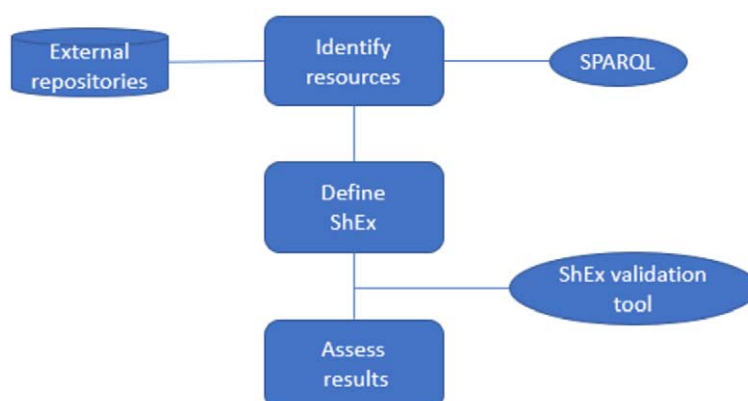 External
repositories
Identify
resources
SPARQL
Define
ShEx
ShEx validation
tool
Assess
results